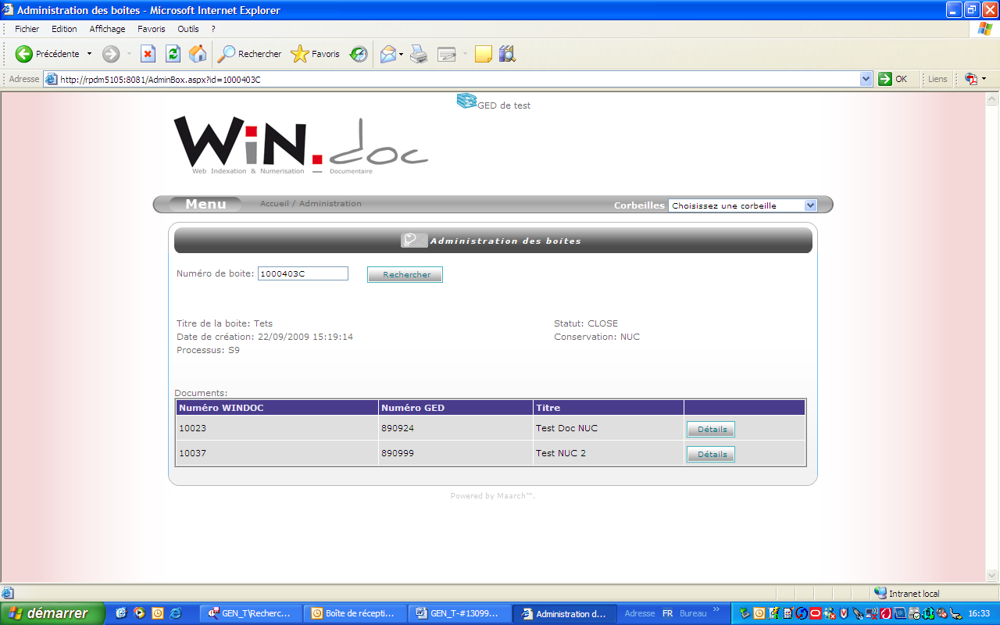 Administration des boites - Microsoft Internet Explorer
Fichier Edition Affichage Favoris Outils ?
Précédente Rechercher Favoris
Adresse http://rpdm5105:8081/AdminBox.aspx?id=1000403C OK Liens
GED de test
WiN.doc
Web Indexation & Numerisation — Documentaire
Menu Accueil / Administration Corbeilles Choisissez une corbeille
Administration des boites
Numéro de boite: 1000403C Rechercher
Titre de la boite: Tets Statut: CLOSE
Date de création: 22/09/2009 15:19:14 Conservation: NUC
Processus: S9
Documents:
Numéro WINDOC Numéro GED Titre
10023 890924 Test Doc NUC Détails
10037 890999 Test NUC 2 Détails
Powered by Maarch™.
Intranet local
démarrer GEN_T\Recherc... Boîte de récepti... GEN_T-#13099... Administration d... Adresse FR Bureau » 16:33